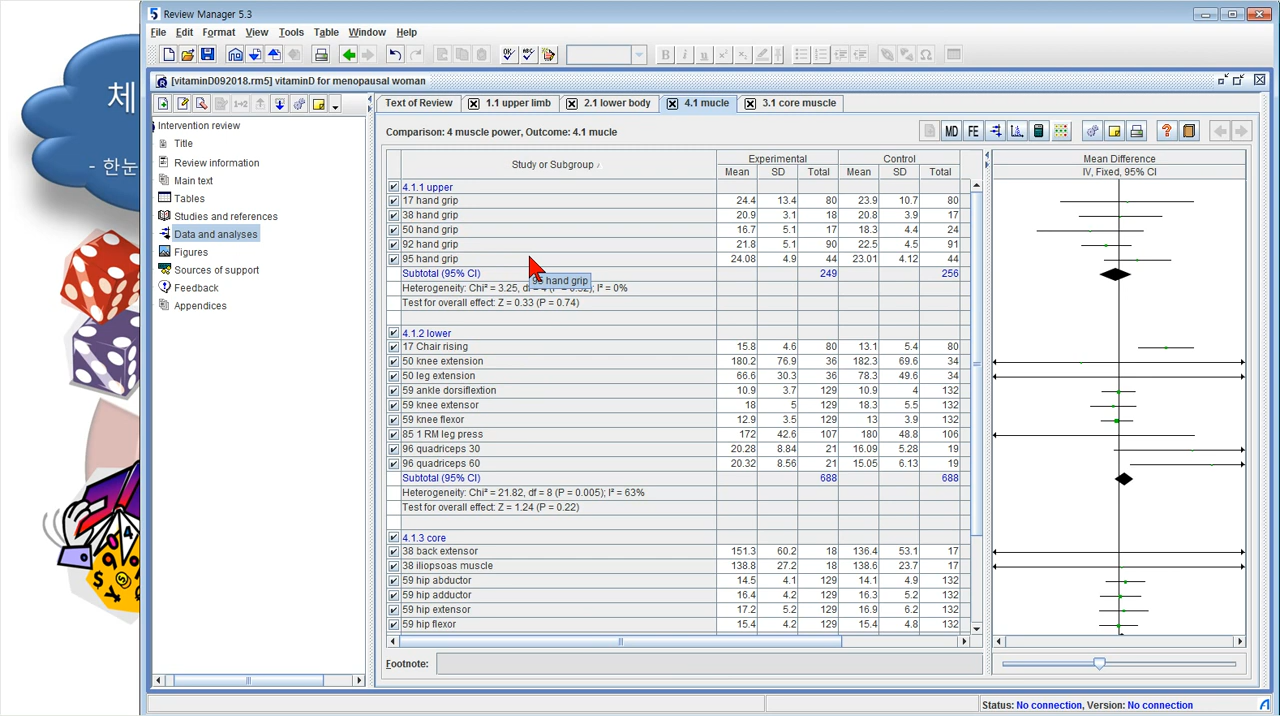 체
- 한눈
5 Review Manager 5.3
File Edit Format View Tools Table Window Help
[vitaminD092018.rm5] vitaminD for menopausal woman
Intervention review
Title
Review information
Main text
Tables
Studies and references
Data and analyses
Figures
Sources of support
Feedback
Appendices
Text of Review 1.1 upper limb 2.1 lower body 4.1 mucle 3.1 core muscle
Comparison: 4 muscle power, Outcome: 4.1 mucle
MD FE
Study or Subgroup Experimental Control Mean Difference
Mean SD Total Mean SD Total IV, Fixed, 95% CI
4.1.1 upper
17 hand grip 24.4 13.4 80 23.9 10.7 80
38 hand grip 20.9 3.1 18 20.8 3.9 17
50 hand grip 16.7 5.1 17 18.3 4.4 24
92 hand grip 21.8 5.1 90 22.5 4.5 91
95 hand grip 24.08 4.9 44 23.01 4.12 44
Subtotal (95% CI) 249 256
hand grip
Heterogeneity: Chi² = 3.25, I² = 0%
Test for overall effect: Z = 0.33 (P = 0.74)
4.1.2 lower
17 Chair rising 15.8 4.6 80 13.1 5.4 80
50 knee extension 180.2 76.9 36 182.3 69.6 34
50 leg extension 66.6 30.3 36 78.3 49.6 34
59 ankle dorsiflextion 10.9 3.7 129 10.9 4 132
59 knee extensor 18 5 129 18.3 5.5 132
59 knee flexor 12.9 3.5 129 13 3.9 132
85 1 RM leg press 172 42.6 107 180 48.8 106
96 quadriceps 30 20.28 8.84 21 16.09 5.28 19
96 quadriceps 60 20.32 8.56 21 15.05 6.13 19
Subtotal (95% CI) 688 688
Heterogeneity: Chi² = 21.82, df = 8 (P = 0.005); I² = 63%
Test for overall effect: Z = 1.24 (P = 0.22)
4.1.3 core
38 back extensor 151.3 60.2 18 136.4 53.1 17
38 iliopsoas muscle 138.8 27.2 18 138.6 23.7 17
59 hip abductor 14.5 4.1 129 14.1 4.9 132
59 hip adductor 16.4 4.2 129 16.3 5.2 132
59 hip extensor 17.2 5.2 129 16.9 6.2 132
59 hip flexor 15.4 4.2 129 15.4 4.8 132
Footnote:
Status: No connection, Version: No connection